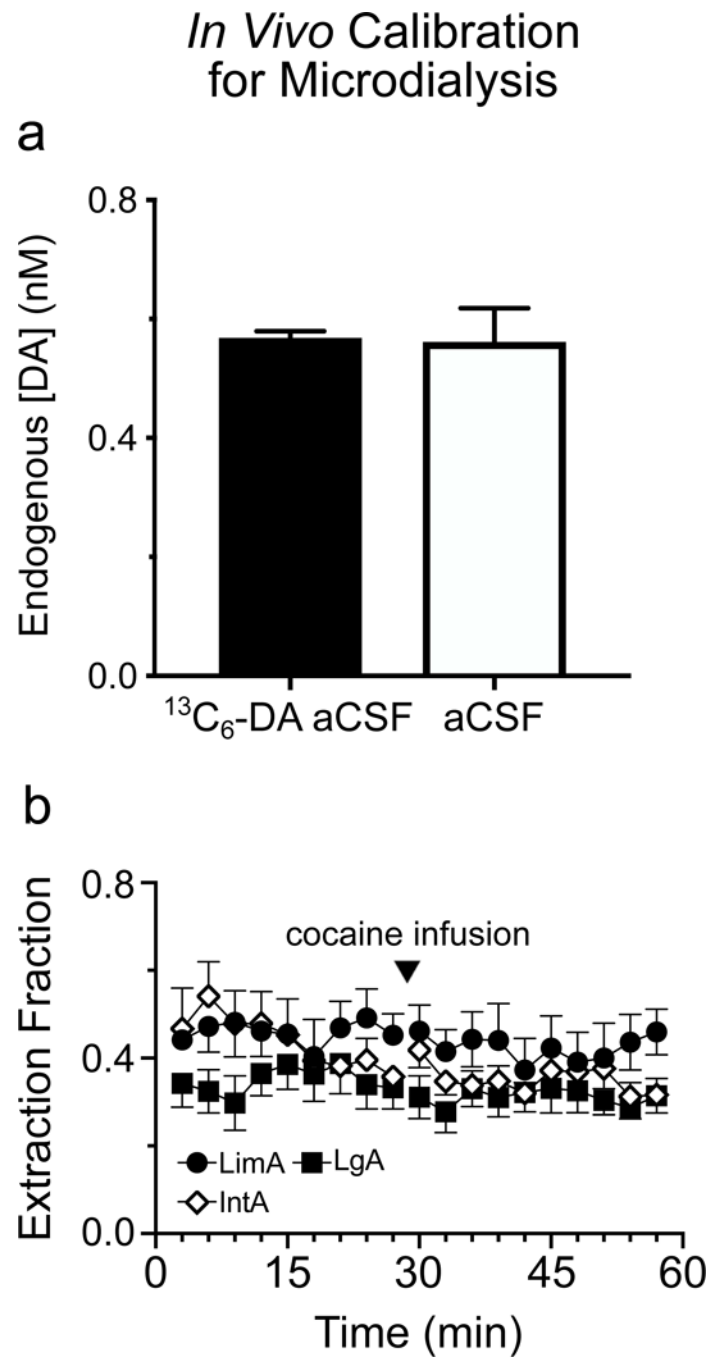 In Vivo Calibration
for Microdialysis
a
Endogenous [DA] (nM)
0.8
0.4
0.0
¹³C₆-DA aCSF aCSF
b
Extraction Fraction
0.8
cocaine infusion
0.4
LimA LgA
IntA
0.0
0 15 30 45 60
Time (min)